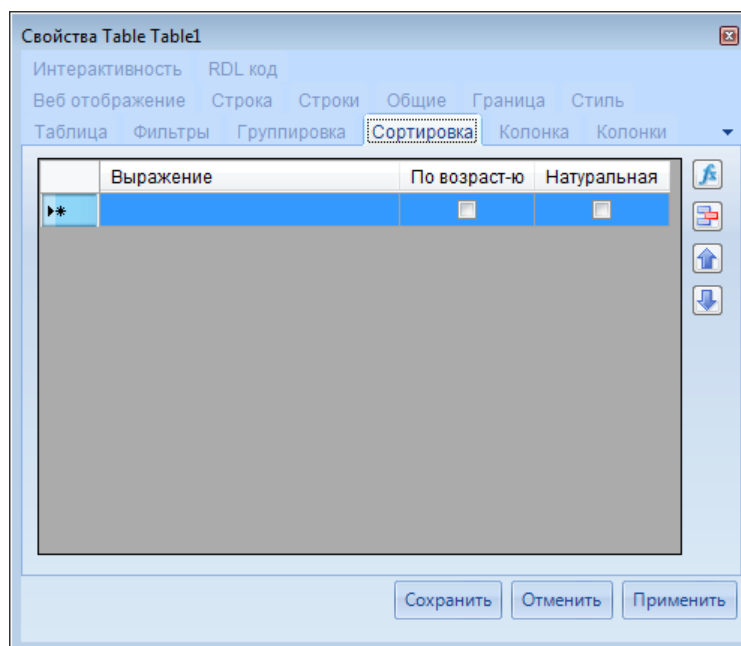 Свойства Table Table1
Интерактивность RDL код
Веб отображение Строка Строки Общие Граница Стиль
Таблица Фильтры Группировка Сортировка Колонка Колонки
Выражение По возраст-ю Натуральная
Сохранить Отменить Применить